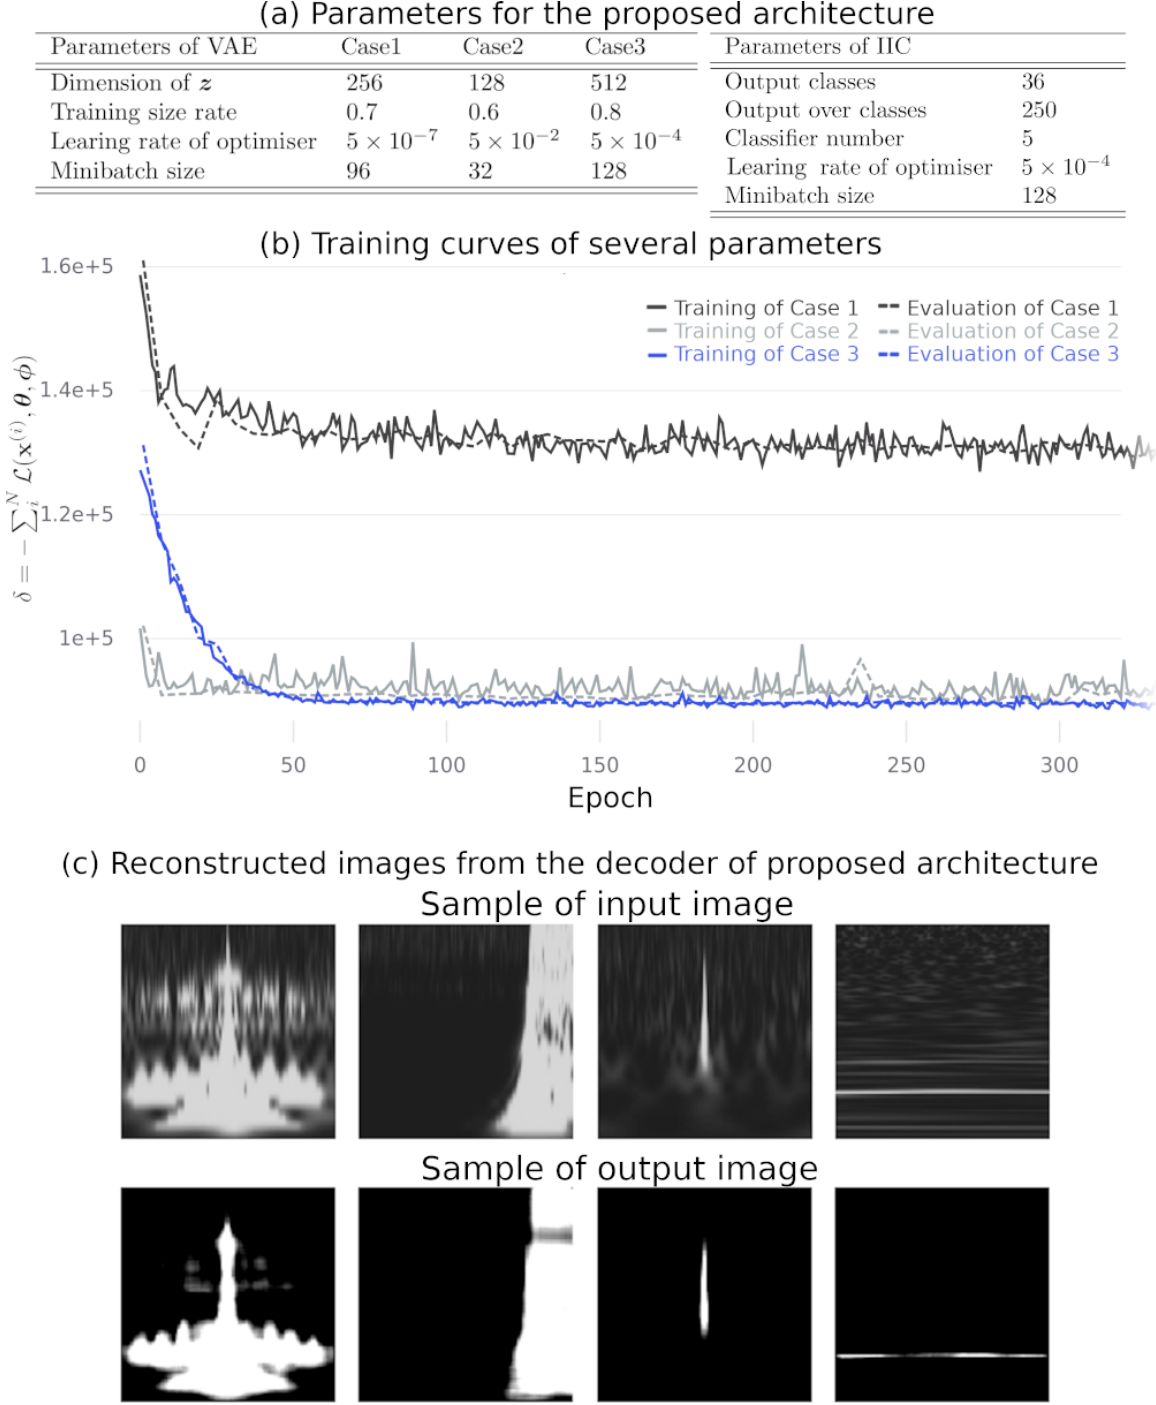 (a) Parameters for the proposed architecture
Parameters of VAE Case1 Case2 Case3
Dimension of z 256 128 512
Training size rate 0.7 0.6 0.8
Learing rate of optimiser 5 × 10⁻⁷ 5 × 10⁻² 5 × 10⁻⁴
Minibatch size 96 32 128
Parameters of IIC
Output classes 36
Output over classes 250
Classifier number 5
Learing rate of optimiser 5 × 10⁻⁴
Minibatch size 128
(b) Training curves of several parameters
1.6e+5
1.4e+5
1.2e+5
1e+5
δ = − ∑ᵢᴺ ℒ(x⁽ⁱ⁾, θ, ϕ)
Training of Case 1 Evaluation of Case 1
Training of Case 2 Evaluation of Case 2
Training of Case 3 Evaluation of Case 3
0 50 100 150 200 250 300
Epoch
(c) Reconstructed images from the decoder of proposed architecture
Sample of input image
Sample of output image